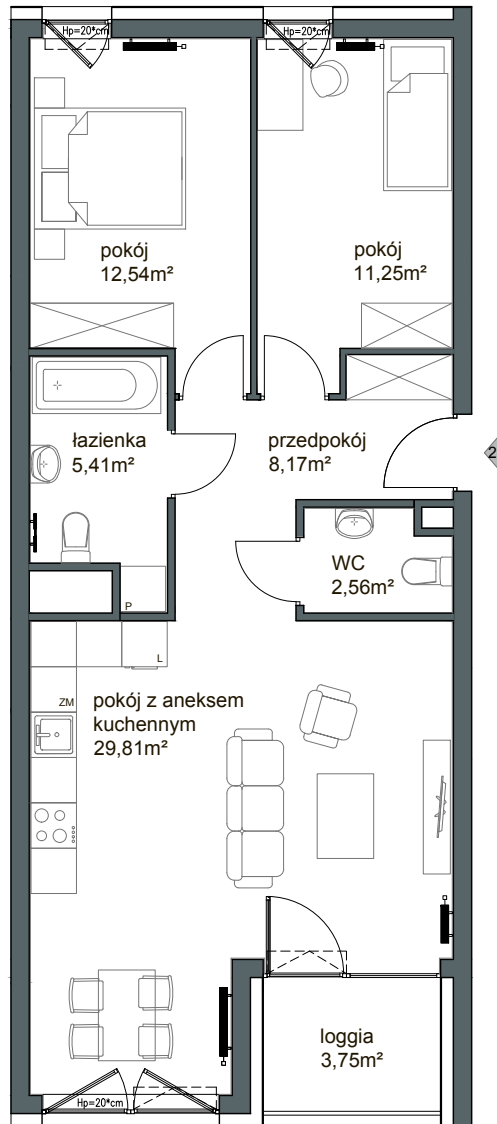 Hp=20*cm
Hp=20*cm
pokój
12,54m²
pokój
11,25m²
łazienka
5,41m²
przedpokój
8,17m²
2
WC
2,56m²
P
L
ZM
pokój z aneksem
kuchennym
29,81m²
loggia
3,75m²
Hp=20*cm